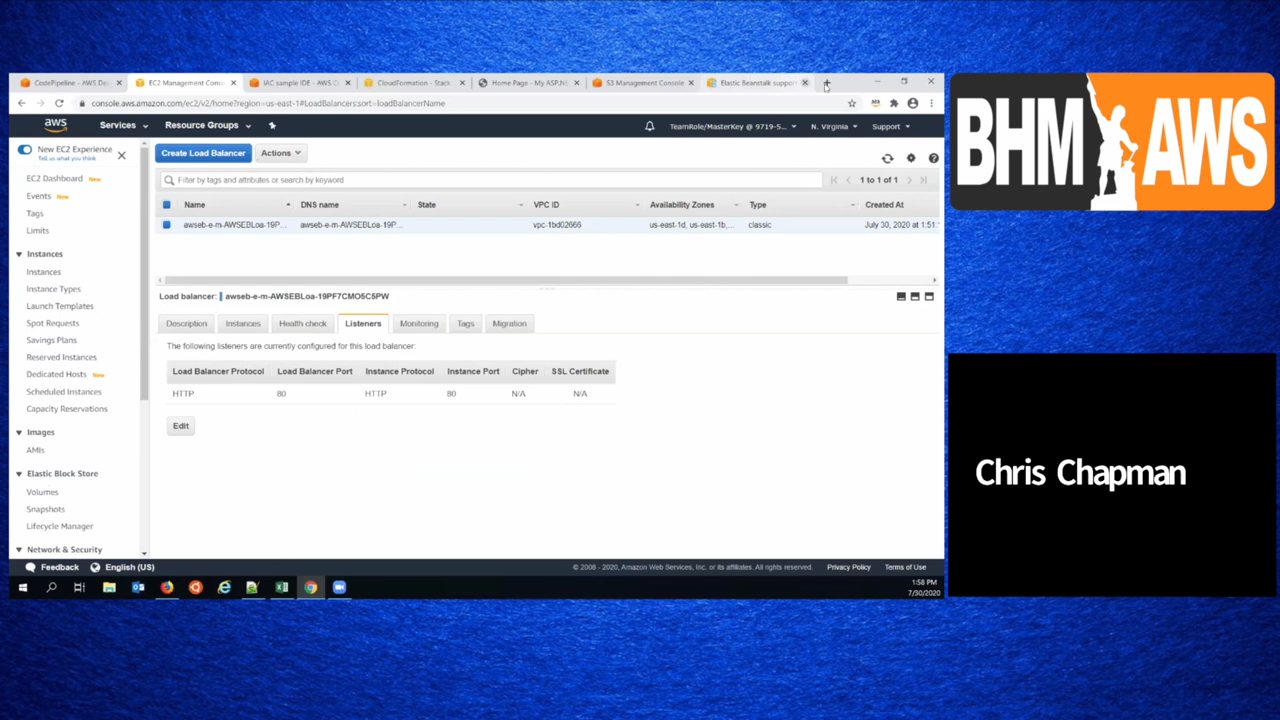 CodePipeline - AWS De
EC2 Management Conso
IAC sample IDE - AWS C
CloudFormation - Stack
Home Page - My ASP.NE
S3 Management Console
Elastic Beanstalk support
console.aws.amazon.com/ec2/v2/home?region=us-east-1#LoadBalancers:sort=loadBalancerName
aws
Services
Resource Groups
TeamRole/MasterKey @ 9719-5...
N. Virginia
Support
New EC2 Experience
Tell us what you think
EC2 Dashboard New
Events New
Tags
Limits
Instances
Instances
Instance Types
Launch Templates
Spot Requests
Savings Plans
Reserved Instances
Dedicated Hosts New
Scheduled Instances
Capacity Reservations
Images
AMIs
Elastic Block Store
Volumes
Snapshots
Lifecycle Manager
Network & Security
Create Load Balancer
Actions
Filter by tags and attributes or search by keyword
1 to 1 of 1
Name DNS name State VPC ID Availability Zones Type Created At
awseb-e-m-AWSEBLoa-19P... awseb-e-m-AWSEBLoa-19P... vpc-1bd02666 us-east-1d, us-east-1b,... classic July 30, 2020 at 1:51
Load balancer: awseb-e-m-AWSEBLoa-19PF7CMO5C5PW
Description Instances Health check Listeners Monitoring Tags Migration
The following listeners are currently configured for this load balancer:
Load Balancer Protocol Load Balancer Port Instance Protocol Instance Port Cipher SSL Certificate
HTTP 80 HTTP 80 N/A N/A
Edit
Feedback
English (US)
© 2008 - 2020, Amazon Web Services, Inc. or its affiliates. All rights reserved.
Privacy Policy
Terms of Use
1:58 PM
7/30/2020
BHM AWS
Chris Chapman